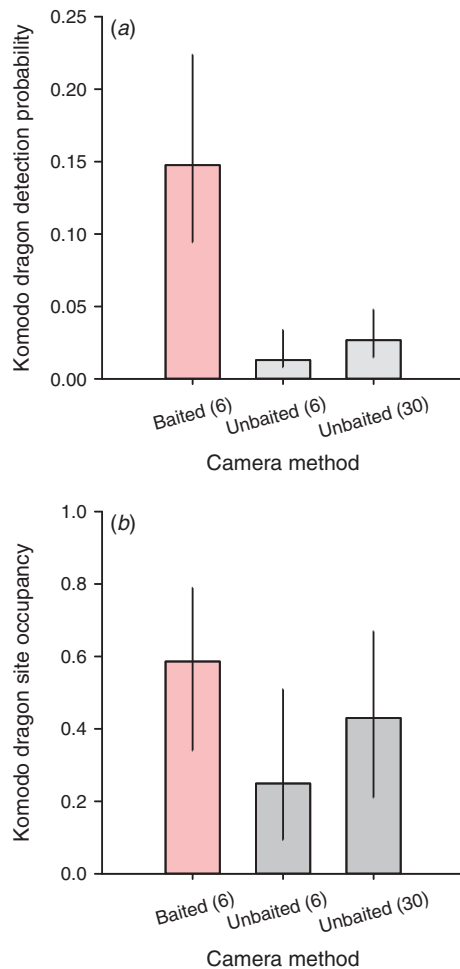 (a)
Komodo dragon detection probability
0.25
0.20
0.15
0.10
0.05
0.00
Baited (6)
Unbaited (6)
Unbaited (30)
Camera method
(b)
Komodo dragon site occupancy
1.0
0.8
0.6
0.4
0.2
0.0
Baited (6)
Unbaited (6)
Unbaited (30)
Camera method